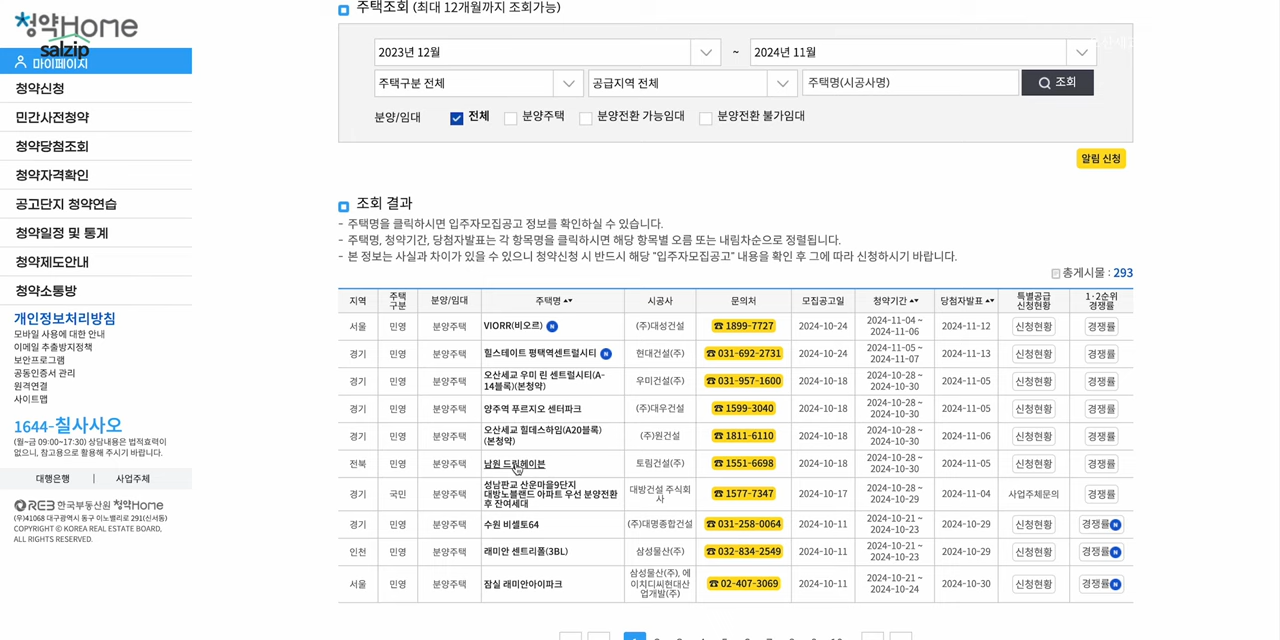 청약Home
salzip
마이페이지
청약신청
민간사전청약
청약당첨조회
청약자격확인
공고단지 청약연습
청약일정 및 통계
청약제도안내
청약소통방
개인정보처리방침
모바일 사용에 대한 안내
이메일 추출방지정책
보안프로그램
공동인증서 관리
원격연결
사이트맵
1644-칠사사오
(월~금 09:00~17:30) 상담내용은 법적효력이
없으니, 참고용으로 활용해 주시기 바랍니다.
대행은행 | 사업주체
REB 한국부동산원 청약Home
(우)41068 대구광역시 동구 이노밸리로 291(신서동)
COPYRIGHT © KOREA REAL ESTATE BOARD,
ALL RIGHTS RESERVED.
주택조회 (최대 12개월까지 조회가능)
2023년 12월 ~ 2024년 11월
주택구분 전체 공급지역 전체 주택명(시공사명) 조회
분양/임대 전체 분양주택 분양전환 가능임대 분양전환 불가임대
알림 신청
조회 결과
- 주택명을 클릭하시면 입주자모집공고 정보를 확인하실 수 있습니다.
- 주택명, 청약기간, 당첨자발표는 각 항목명을 클릭하시면 해당 항목별 오름 또는 내림차순으로 정렬됩니다.
- 본 정보는 사실과 차이가 있을 수 있으니 청약신청 시 반드시 해당 "입주자모집공고" 내용을 확인 후 그에 따라 신청하시기 바랍니다.
총게시물 : 293
지역 주택구분 분양/임대 주택명▲▼ 시공사 문의처 모집공고일 청약기간 ▲▼ 당첨자발표 ▲▼ 특별공급 신청현황 1·2순위 경쟁률
서울 민영 분양주택 VIORR(비오르) N (주)대성건설 ☎ 1899-7727 2024-10-24 2024-11-04 ~ 2024-11-06 2024-11-12 신청현황 경쟁률
경기 민영 분양주택 힐스테이트 평택역센트럴시티 N 현대건설(주) ☎ 031-692-2731 2024-10-24 2024-11-05 ~ 2024-11-07 2024-11-13 신청현황 경쟁률
경기 민영 분양주택 오산세교 우미 린 센트럴시티(A-14블록)(본청약) 우미건설(주) ☎ 031-957-1600 2024-10-18 2024-10-28 ~ 2024-10-30 2024-11-05 신청현황 경쟁률
경기 민영 분양주택 양주역 푸르지오 센터파크 (주)대우건설 ☎ 1599-3040 2024-10-18 2024-10-28 ~ 2024-10-30 2024-11-05 신청현황 경쟁률
경기 민영 분양주택 오산세교 힐데스하임(A20블록)(본청약) (주)원건설 ☎ 1811-6110 2024-10-18 2024-10-28 ~ 2024-10-30 2024-11-06 신청현황 경쟁률
전북 민영 분양주택 남원 드림헤이븐 토림건설(주) ☎ 1551-6698 2024-10-18 2024-10-28 ~ 2024-10-30 2024-11-05 신청현황 경쟁률
경기 국민 분양주택 성남판교 산운마을9단지 대방노블랜드 아파트 우선 분양전환 후 잔여세대 대방건설 주식회사 ☎ 1577-7347 2024-10-17 2024-10-28 ~ 2024-10-29 2024-11-04 사업주체문의 경쟁률
경기 민영 분양주택 수원 비셀토64 (주)대명종합건설 ☎ 031-258-0064 2024-10-11 2024-10-21 ~ 2024-10-23 2024-10-29 신청현황 경쟁률 N
인천 민영 분양주택 래미안 센트리폴(3BL) 삼성물산(주) ☎ 032-834-2549 2024-10-11 2024-10-21 ~ 2024-10-23 2024-10-29 신청현황 경쟁률 N
서울 민영 분양주택 잠실 래미안아이파크 삼성물산(주), 에이치디씨현대산업개발(주) ☎ 02-407-3069 2024-10-11 2024-10-21 ~ 2024-10-24 2024-10-30 신청현황 경쟁률 N